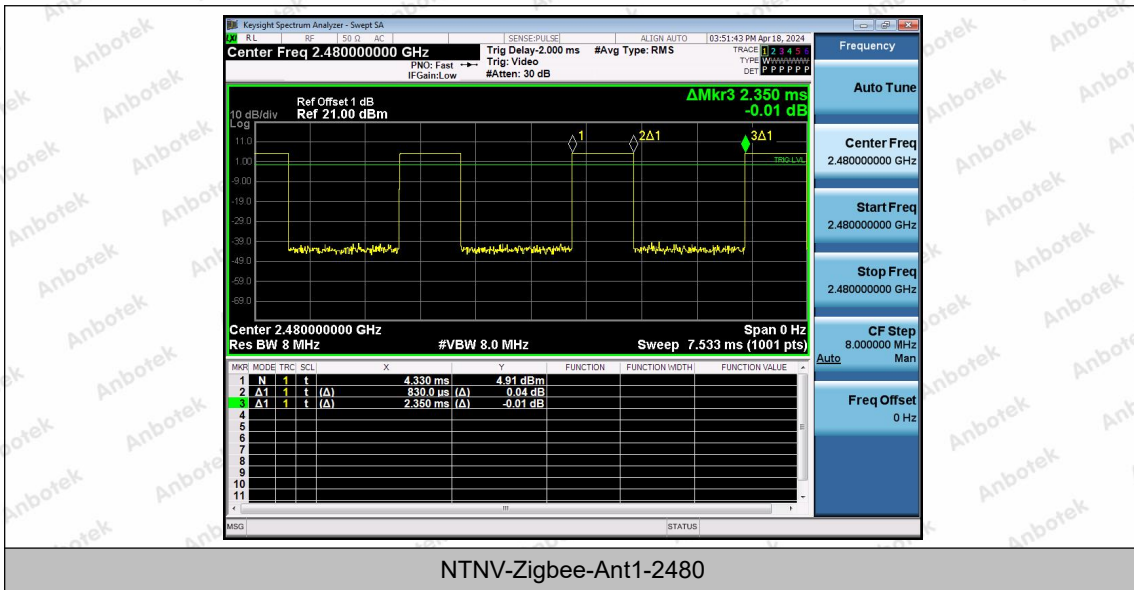 Keysight Spectrum Analyzer - Swept SA
LXI RL RF 50 Ω AC SENSE:PULSE ALIGN AUTO 03:51:43 PM Apr 18, 2024
Center Freq 2.480000000 GHz
Trig Delay-2.000 ms #Avg Type: RMS
TRACE 1 2 3 4 5 6
PNO: Fast Trig: Video
TYPE WWWWWW
IFGain:Low #Atten: 30 dB
DET P P P P P P
ΔMkr3 2.350 ms
-0.01 dB
Ref Offset 1 dB
10 dB/div Ref 21.00 dBm
Log
1 2Δ1 3Δ1
11.0
1.00
TRIG LVL
-9.00
-19.0
-29.0
-39.0
-49.0
-59.0
-69.0
Center 2.480000000 GHz Span 0 Hz
Res BW 8 MHz #VBW 8.0 MHz Sweep 7.533 ms (1001 pts)
MKR MODE TRC SCL X Y FUNCTION FUNCTION WIDTH FUNCTION VALUE
1 N 1 t 4.330 ms 4.91 dBm
2 Δ1 1 t (Δ) 830.0 µs (Δ) 0.04 dB
3 Δ1 1 t (Δ) 2.350 ms (Δ) -0.01 dB
4
5
6
7
8
9
10
11
MSG STATUS
Frequency
Auto Tune
Center Freq
2.480000000 GHz
Start Freq
2.480000000 GHz
Stop Freq
2.480000000 GHz
CF Step
8.000000 MHz
Auto Man
Freq Offset
0 Hz
NTNV-Zigbee-Ant1-2480
Anbotek